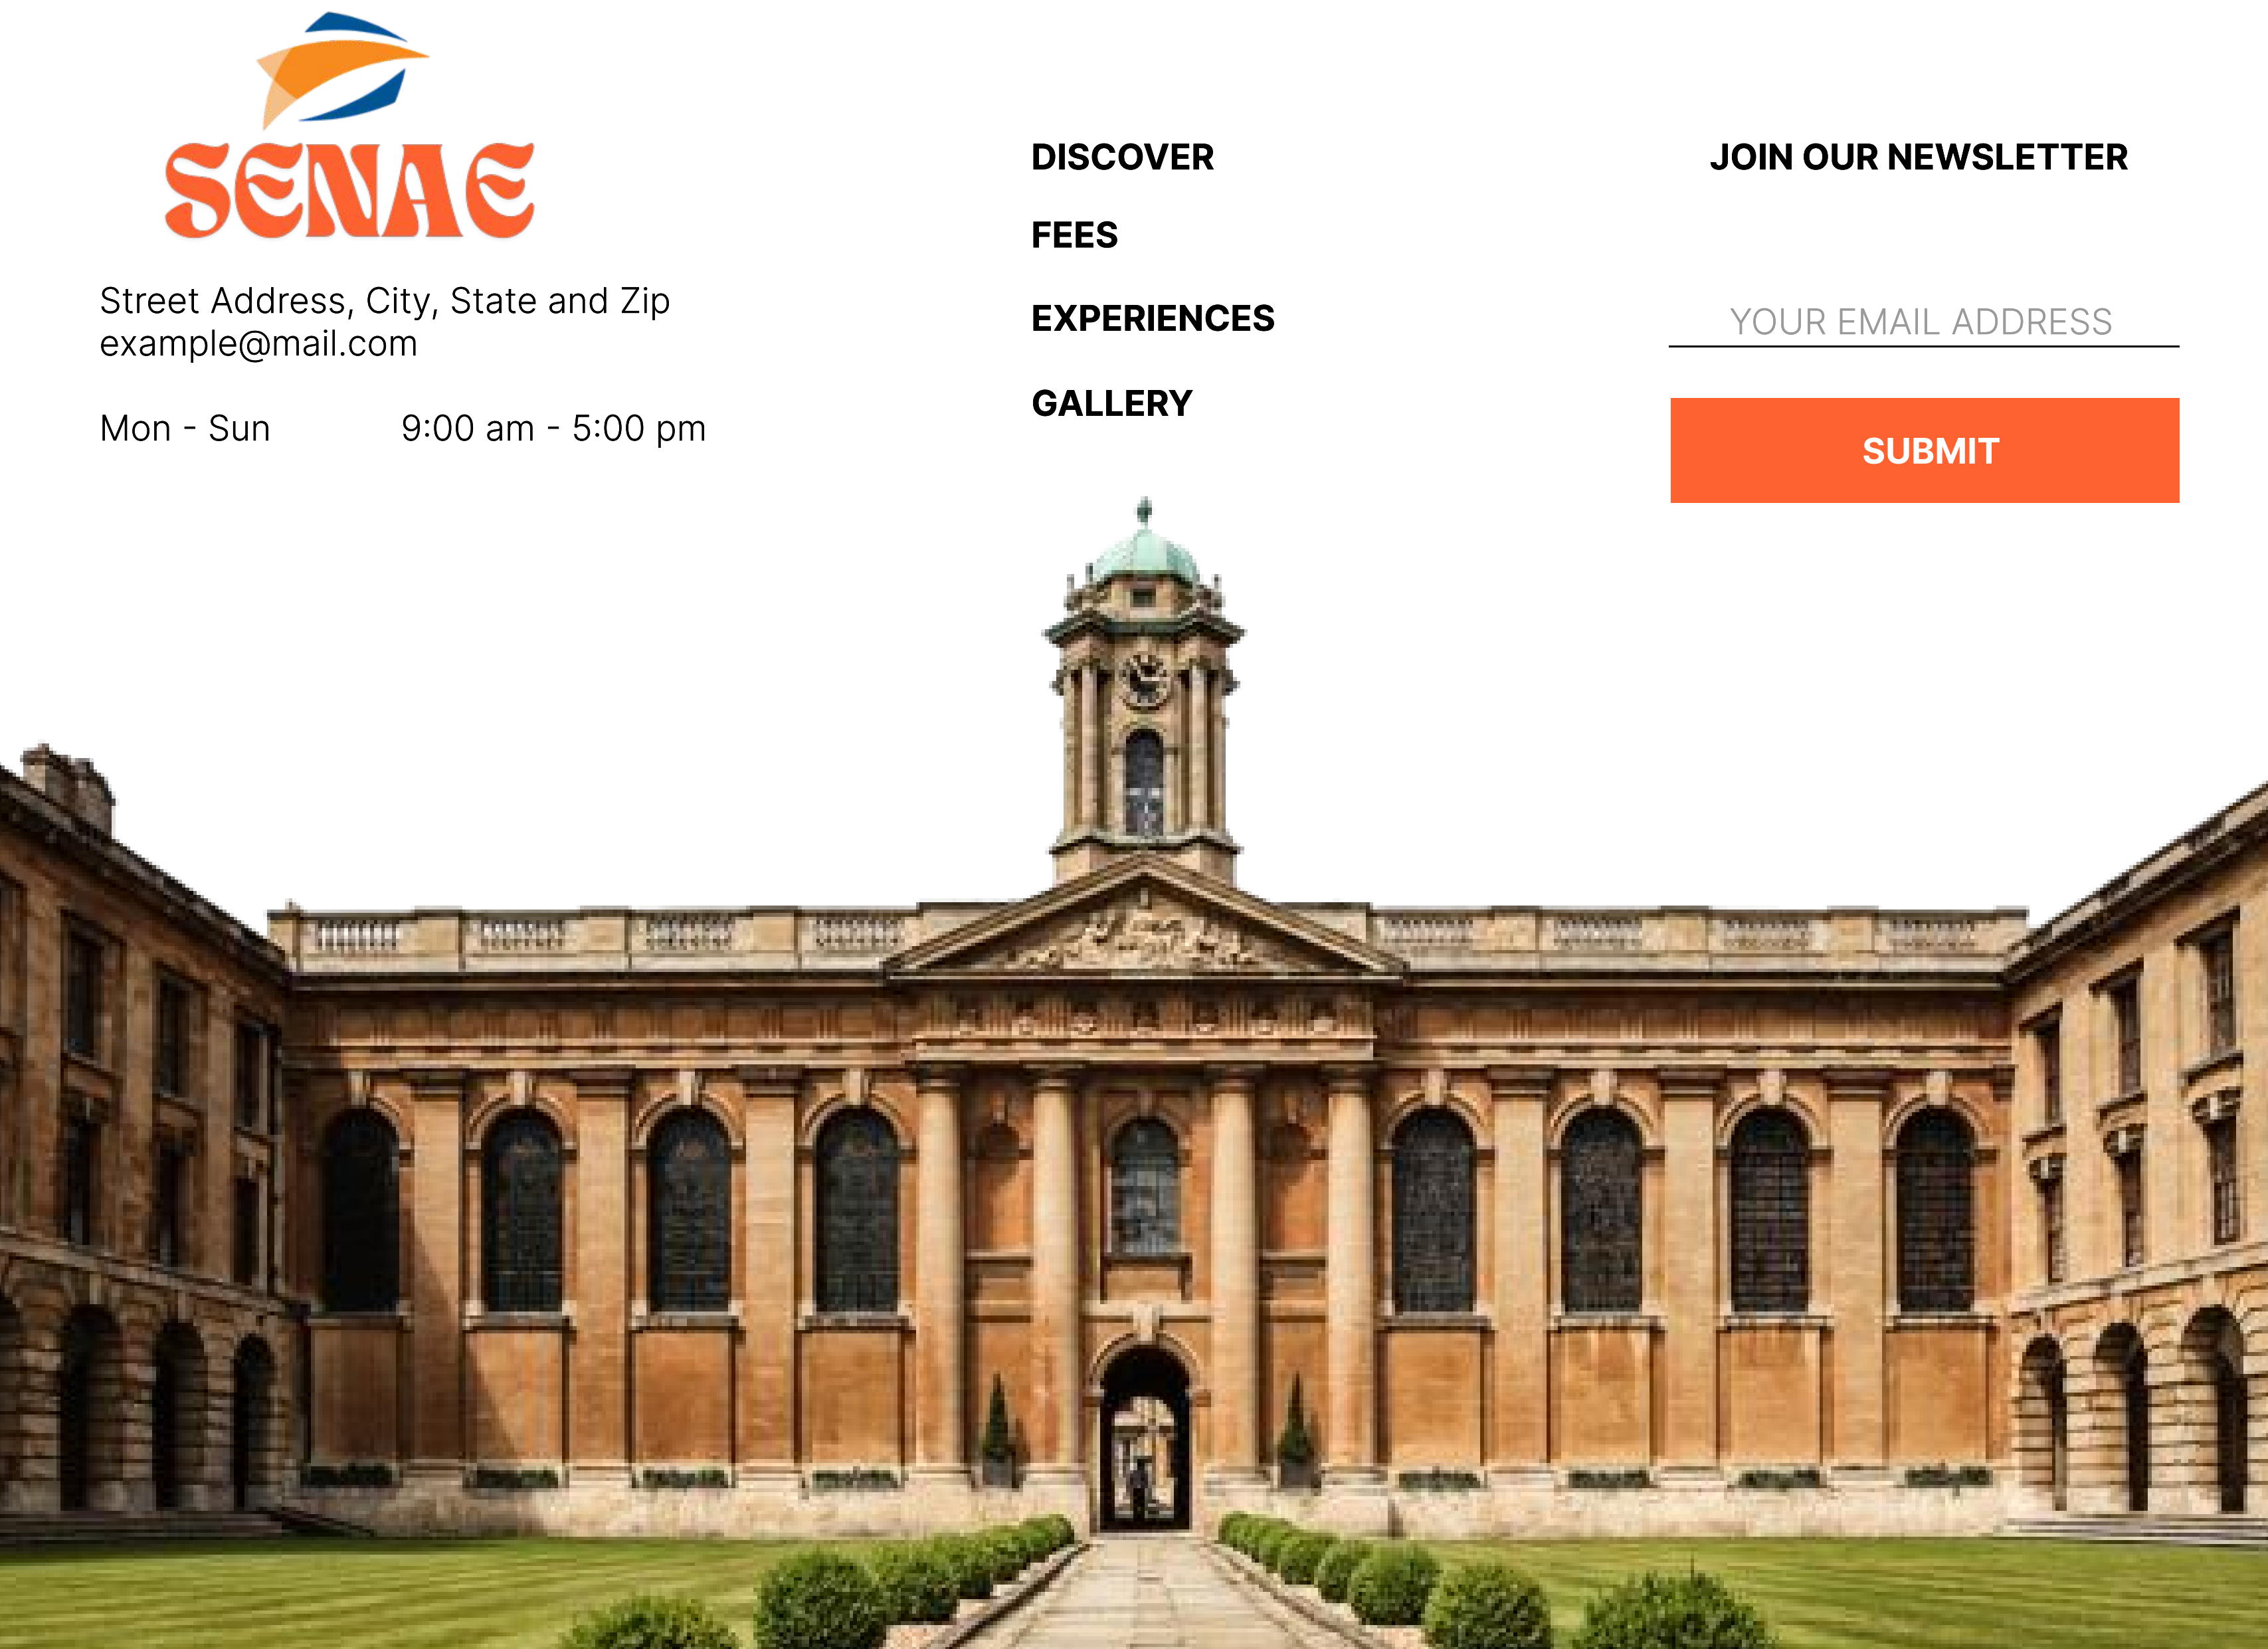 SENAE
Street Address, City, State and Zip
example@mail.com
Mon - Sun 9:00 am - 5:00 pm
DISCOVER
FEES
EXPERIENCES
GALLERY
JOIN OUR NEWSLETTER
YOUR EMAIL ADDRESS
SUBMIT